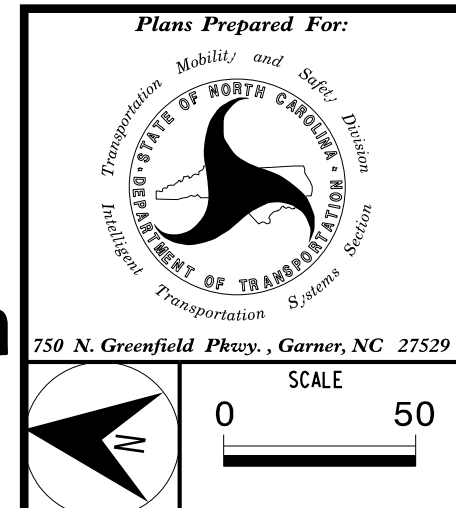 Plans Prepared For:
Transportation Mobility and Safety Division
STATE OF NORTH CAROLINA
DEPARTMENT OF TRANSPORTATION
Intelligent Transportation Systems Section
750 N. Greenfield Pkwy. , Garner, NC 27529
N
SCALE
0 50